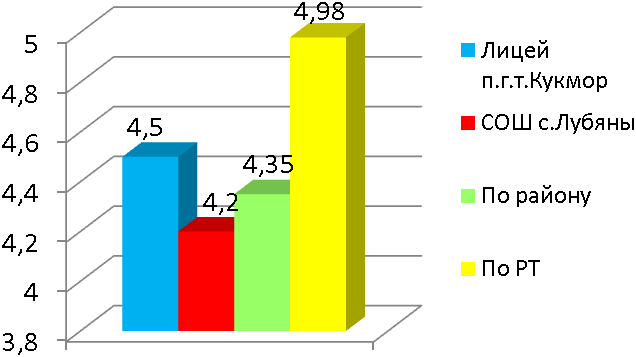 4,98
5
4,8
4,6
4,5
4,4
4,35
4,2
4,2
4
3,8
Лицей
п.г.т.Кукмор
СОШ с.Лубяны
По району
По РТ